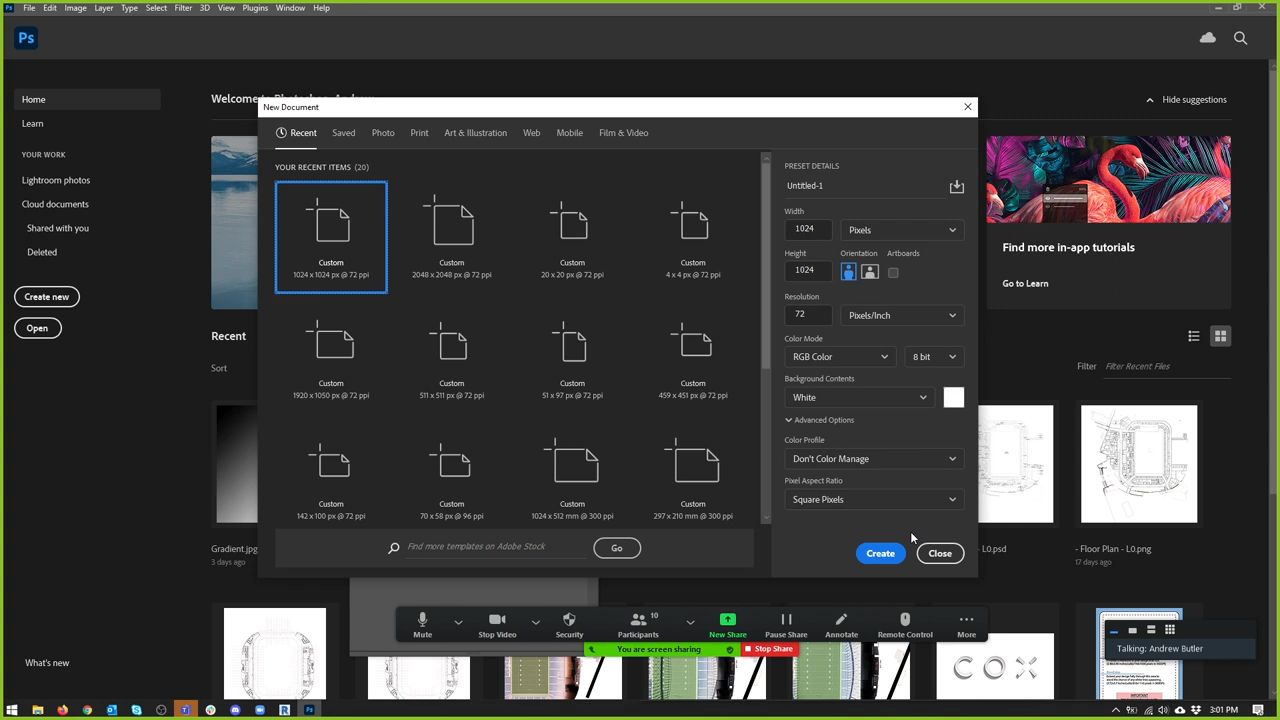 Ps File Edit Image Layer Type Select Filter 3D View Plugins Window Help
Ps
Home
Learn
YOUR WORK
Lightroom photos
Cloud documents
Shared with you
Deleted
Create new
Open
What's new
Hide suggestions
New Document
Recent Saved Photo Print Art & Illustration Web Mobile Film & Video
YOUR RECENT ITEMS (20)
Custom
1024 x 1024 px @ 72 ppi
Custom
2048 x 2048 px @ 72 ppi
Custom
20 x 20 px @ 72 ppi
Custom
4 x 4 px @ 72 ppi
Custom
1920 x 1050 px @ 72 ppi
Custom
511 x 511 px @ 72 ppi
Custom
51 x 97 px @ 72 ppi
Custom
459 x 451 px @ 72 ppi
Custom
142 x 100 px @ 72 ppi
Custom
70 x 58 px @ 96 ppi
Custom
1024 x 512 mm @ 300 ppi
Custom
297 x 210 mm @ 300 ppi
Find more templates on Adobe Stock
Go
PRESET DETAILS
Untitled-1
Width
1024 Pixels
Height Orientation Artboards
1024
Resolution
72 Pixels/Inch
Color Mode
RGB Color 8 bit
Background Contents
White
Advanced Options
Color Profile
Don't Color Manage
Pixel Aspect Ratio
Square Pixels
Create Close
Find more in-app tutorials
Go to Learn
Recent
Sort
Filter Filter Recent Files
Gradient.jpg
3 days ago
- L0.psd
- Floor Plan - L0.png
17 days ago
COX
Mute Stop Video Security Participants 10 New Share Pause Share Annotate Remote Control More
You are screen sharing Stop Share
Talking: Andrew Butler
3:01 PM